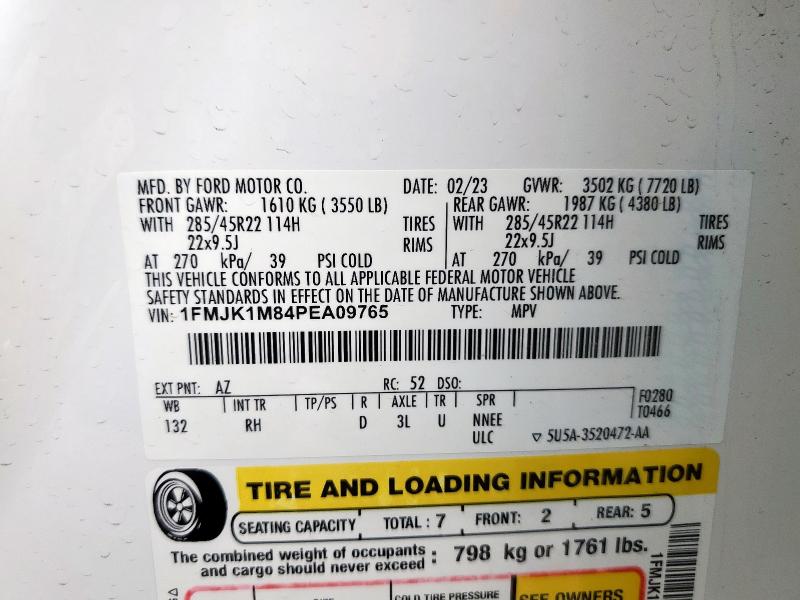 MFD. BY FORD MOTOR CO. DATE: 02/23 GVWR: 3502 KG ( 7720 LB)
FRONT GAWR: 1610 KG ( 3550 LB) REAR GAWR: 1987 KG ( 4380 LB)
WITH 285/45R22 114H TIRES WITH 285/45R22 114H TIRES
22x9.5J RIMS 22x9.5J RIMS
AT 270 kPa/ 39 PSI COLD AT 270 kPa/ 39 PSI COLD
THIS VEHICLE CONFORMS TO ALL APPLICABLE FEDERAL MOTOR VEHICLE
SAFETY STANDARDS IN EFFECT ON THE DATE OF MANUFACTURE SHOWN ABOVE.
VIN: 1FMJK1M84PEA09765 TYPE: MPV
EXT PNT: AZ RC: 52 DSO:
WB INT TR TP/PS R AXLE TR SPR F0280
132 RH D 3L U NNEE T0466
ULC 5U5A-3520472-AA
TIRE AND LOADING INFORMATION
SEATING CAPACITY TOTAL : 7 FRONT: 2 REAR: 5
The combined weight of occupants
and cargo should never exceed : 798 kg or 1761 lbs.
COLD TIRE PRESSURE SEE OWNERS
1FMJK1